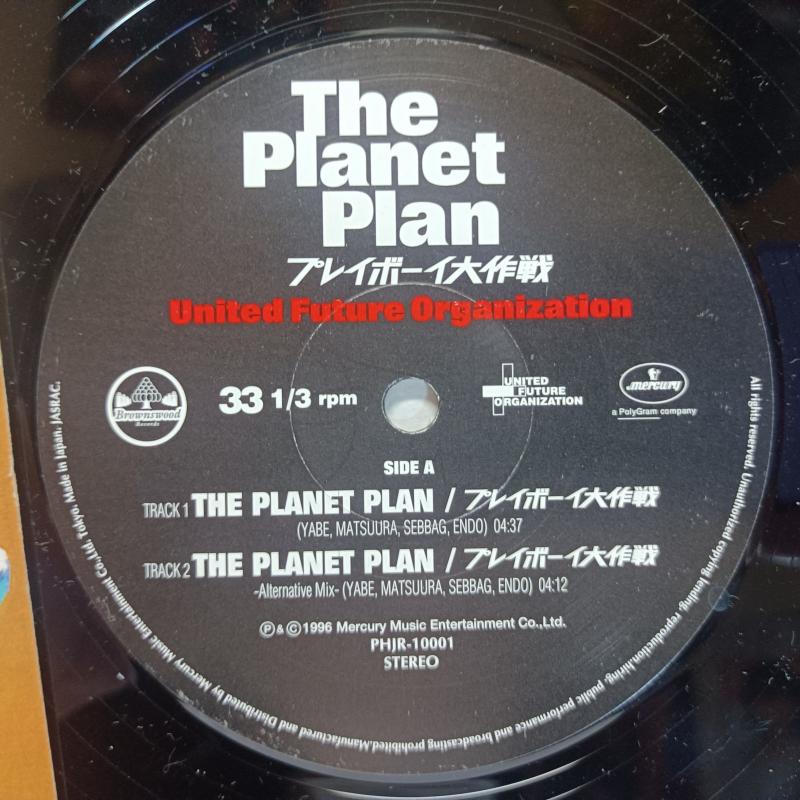 The
Planet
Plan
プレイボーイ大作戦
United Future Organization
Brownswood
Records
33 1/3 rpm
UNITED
FUTURE
ORGANIZATION
mercury
a PolyGram company
SIDE A
TRACK 1 THE PLANET PLAN / プレイボーイ大作戦
(YABE, MATSUURA, SEBBAG, ENDO) 04:37
TRACK 2 THE PLANET PLAN / プレイボーイ大作戦
-Alternative Mix- (YABE, MATSUURA, SEBBAG, ENDO) 04:12
Ⓟ & © 1996 Mercury Music Entertainment Co.,Ltd.
PHJR-10001
STEREO
All rights reserved. Unauthorized copying lending, reproduction.hiring, public performance and broadcasting prohibited.Manufactured and Distributed by Mercury Music Entertainment Co.,Ltd. Tokyo. Made in Japan. JASRAC.